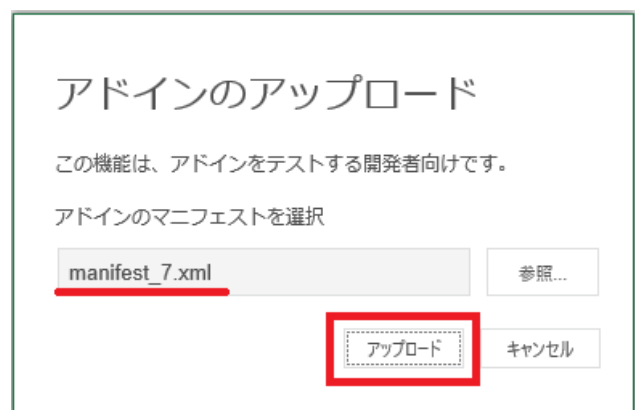 アドインのアップロード
この機能は、アドインをテストする開発者向けです。
アドインのマニフェストを選択
manifest_7.xml
参照...
アップロード
キャンセル